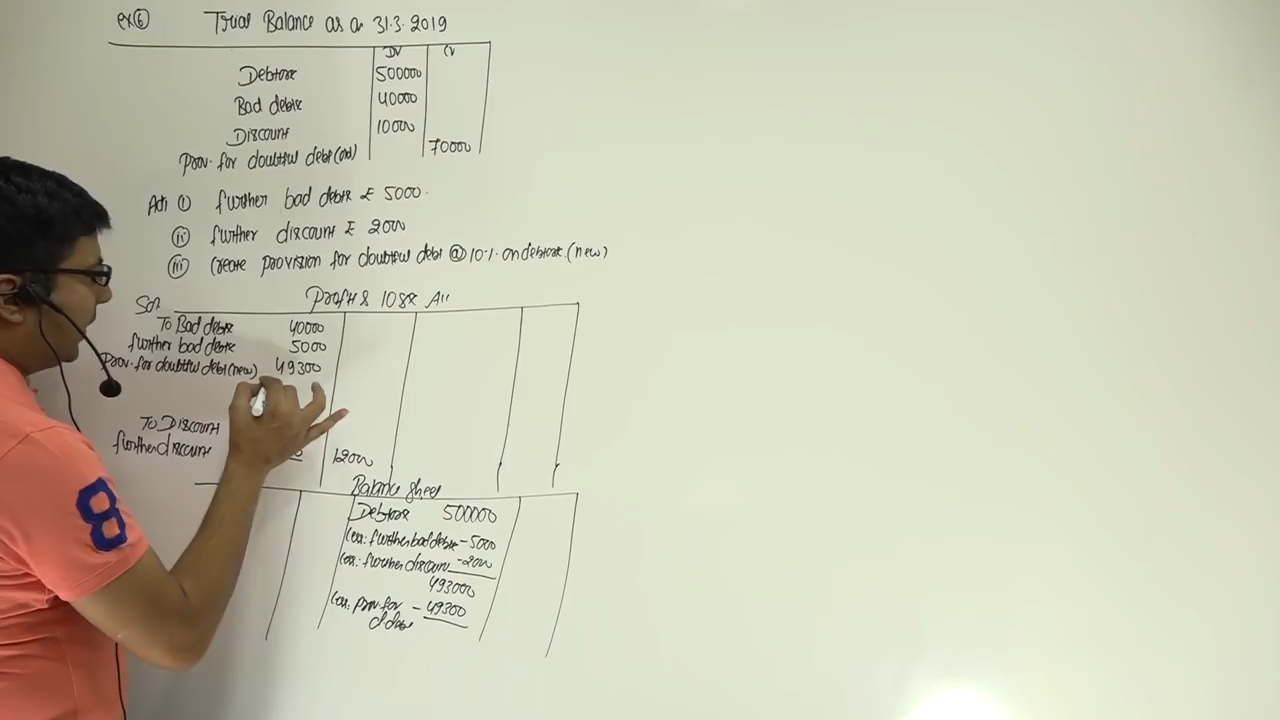 ex⑥ Trial Balance as on 31.3.2019
Dr Cr
Debtors 500000
Bad debts 40000
Discount 10000
Prov. for doubtful debt (old) 70000
Adj (i) further bad debts ₹ 5000.
(ii) further discount ₹ 2000
(iii) Create provision for doubtful debt @ 10% on debtors. (new)
Sol Profit & loss A/c
To Bad debts 40000
further bad debts 5000
Prov. for doubtful debt (new) 49300
To Discount
further discount 12000
Balance sheet
Debtors 500000
Less: further bad debts - 5000
Less: further discount - 2000
493000
Less: prov. for - 49300
d debts
8